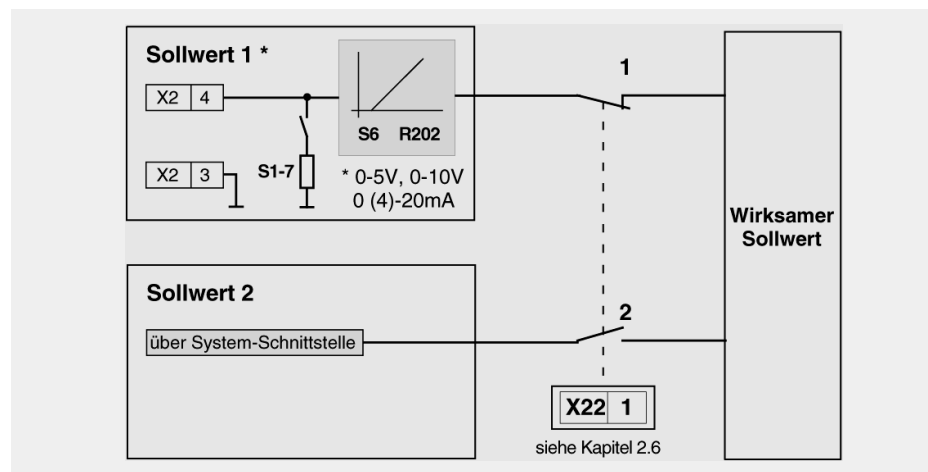 Sollwert 1 *
X2 4
S6 R202
1
X2 3
S1-7
* 0-5V, 0-10V
0 (4)-20mA
Wirksamer
Sollwert
Sollwert 2
über System-Schnittstelle
2
X22 1
siehe Kapitel 2.6